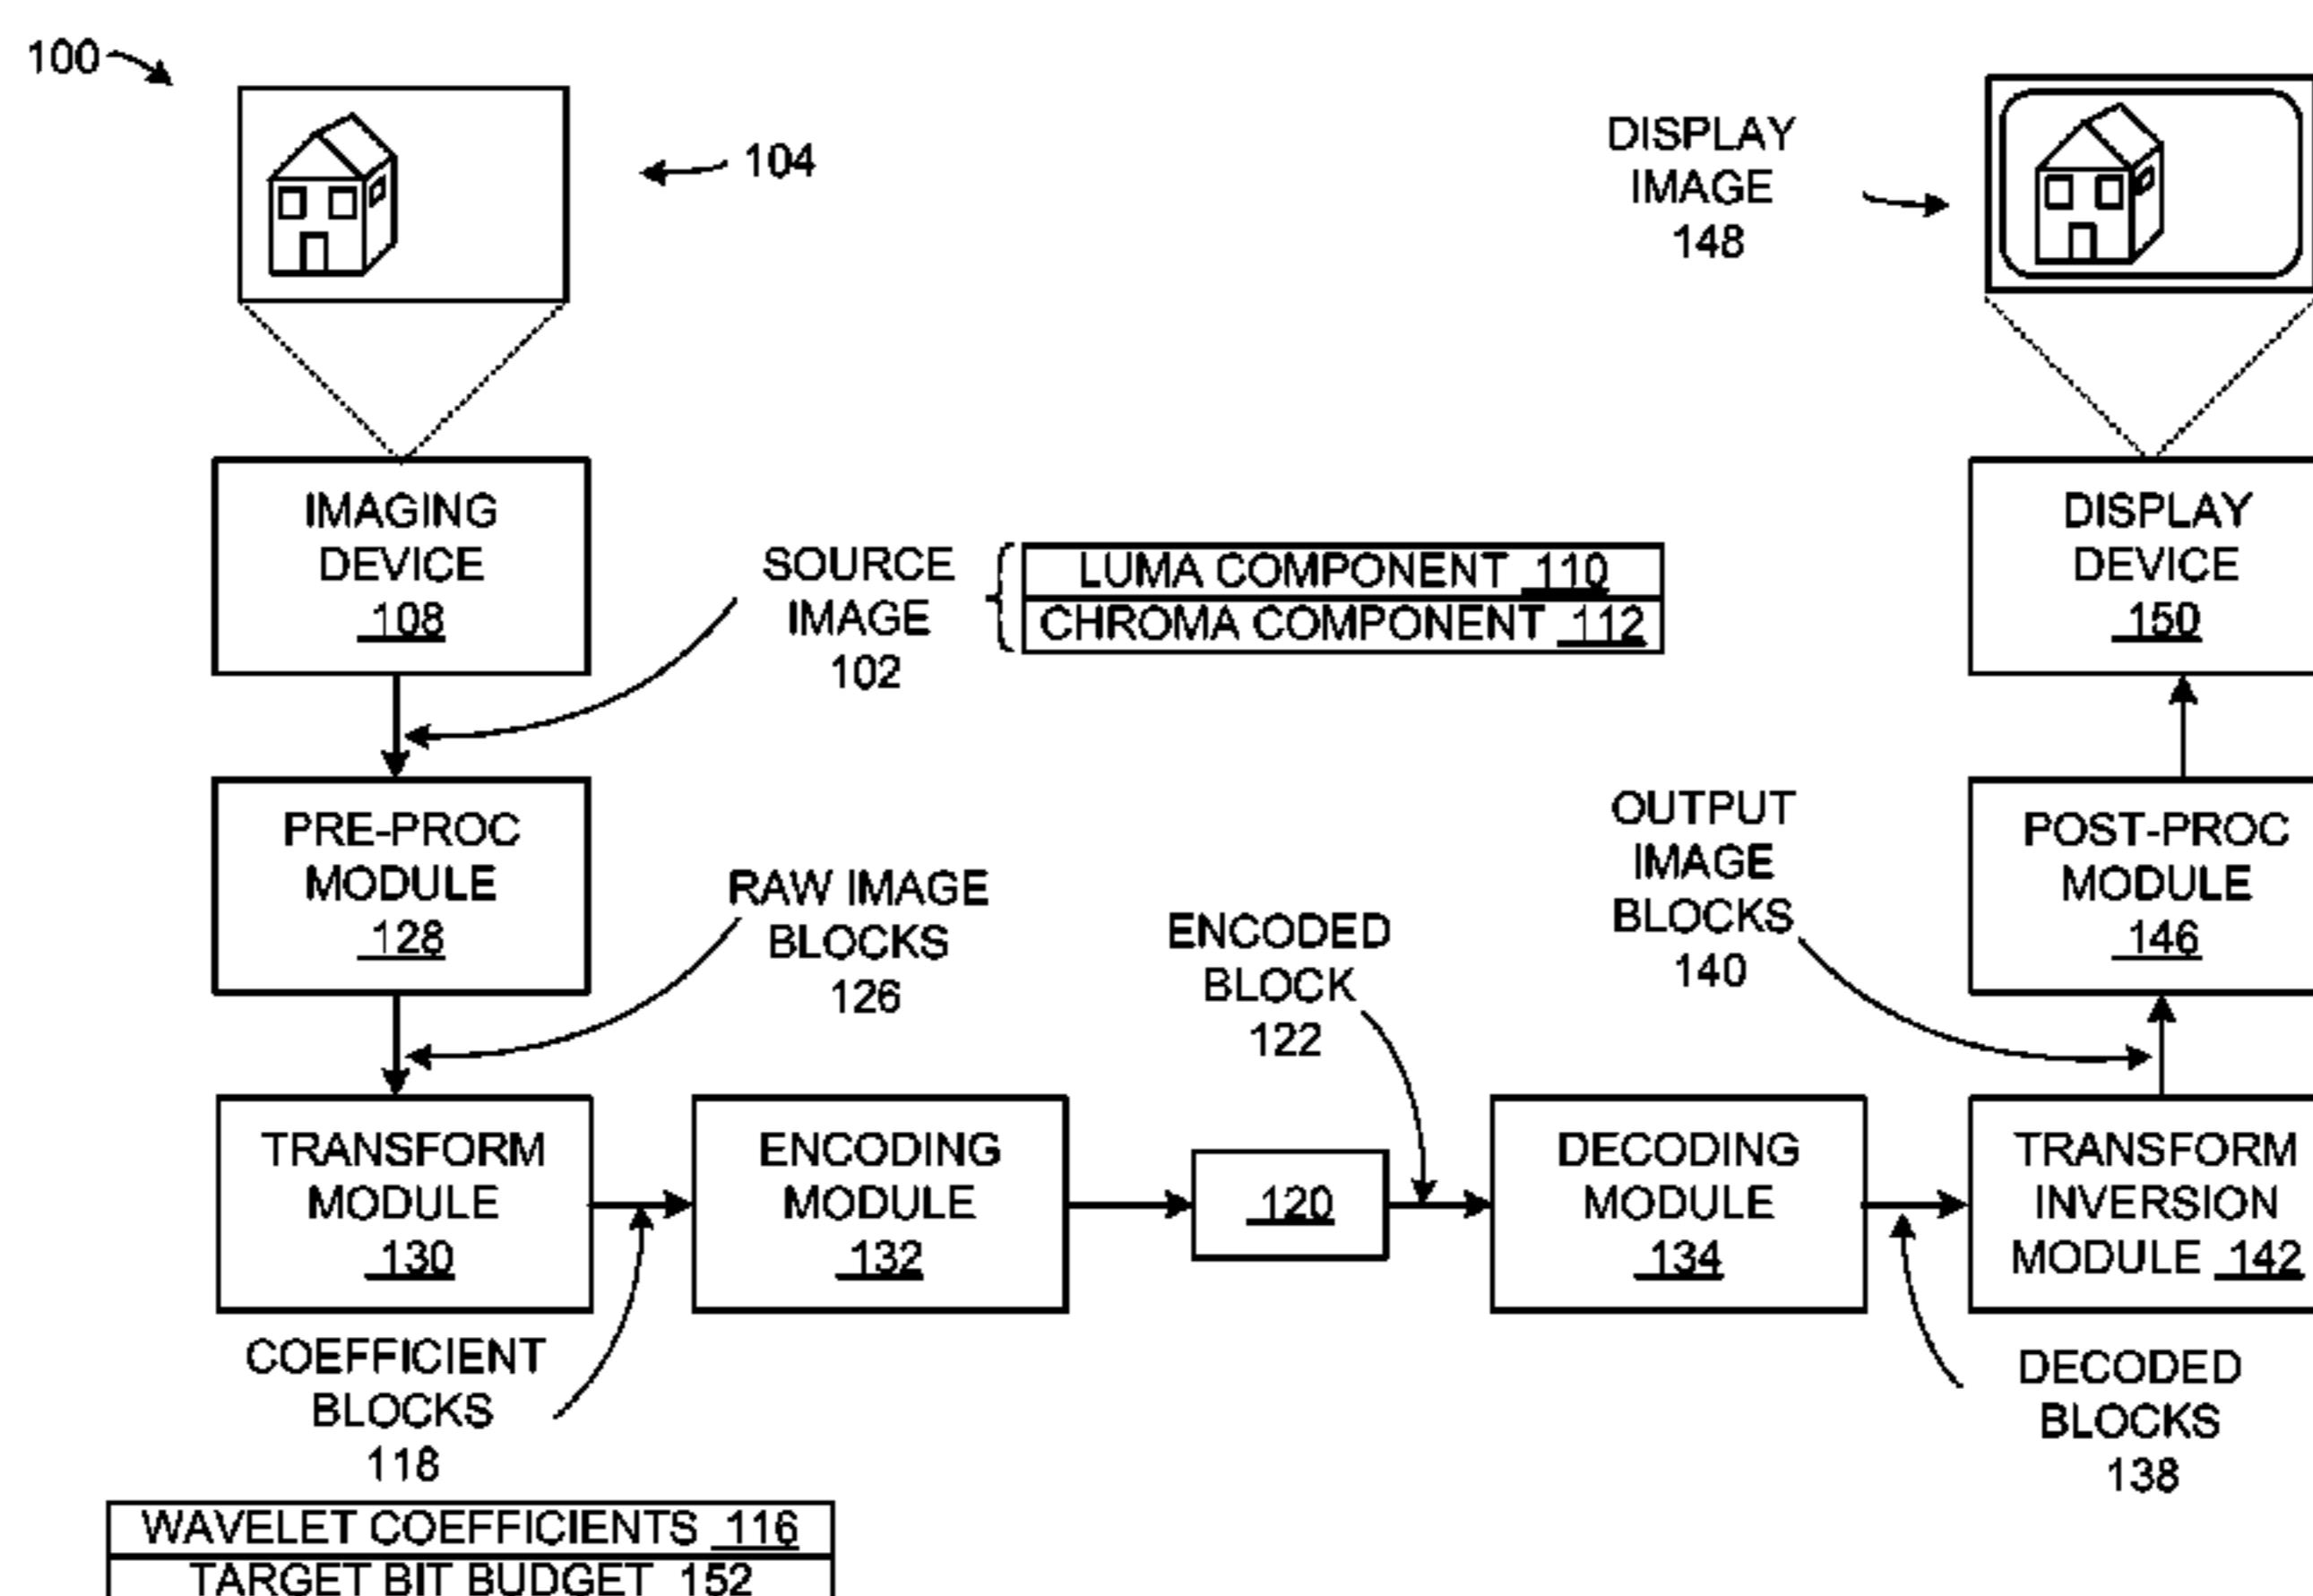 100
104
DISPLAY
IMAGE
148
IMAGING
DEVICE
108
SOURCE
IMAGE
102
LUMA COMPONENT 110
CHROMA COMPONENT 112
DISPLAY
DEVICE
150
PRE-PROC
MODULE
128
RAW IMAGE
BLOCKS
126
ENCODED
BLOCK
122
OUTPUT
IMAGE
BLOCKS
140
POST-PROC
MODULE
146
TRANSFORM
MODULE
130
ENCODING
MODULE
132
120
DECODING
MODULE
134
TRANSFORM
INVERSION
MODULE 142
COEFFICIENT
BLOCKS
118
DECODED
BLOCKS
138
WAVELET COEFFICIENTS 116
TARGET BIT BUDGET 152